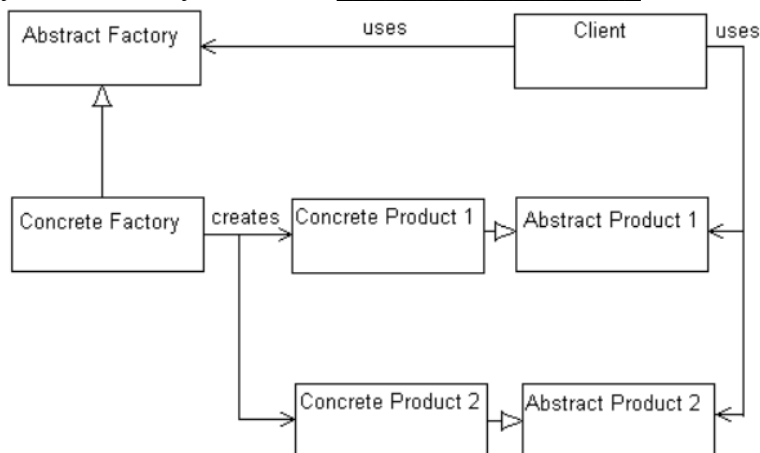 Abstract Factory
uses
Client
uses
Concrete Factory
creates
Concrete Product 1
Abstract Product 1
Concrete Product 2
Abstract Product 2